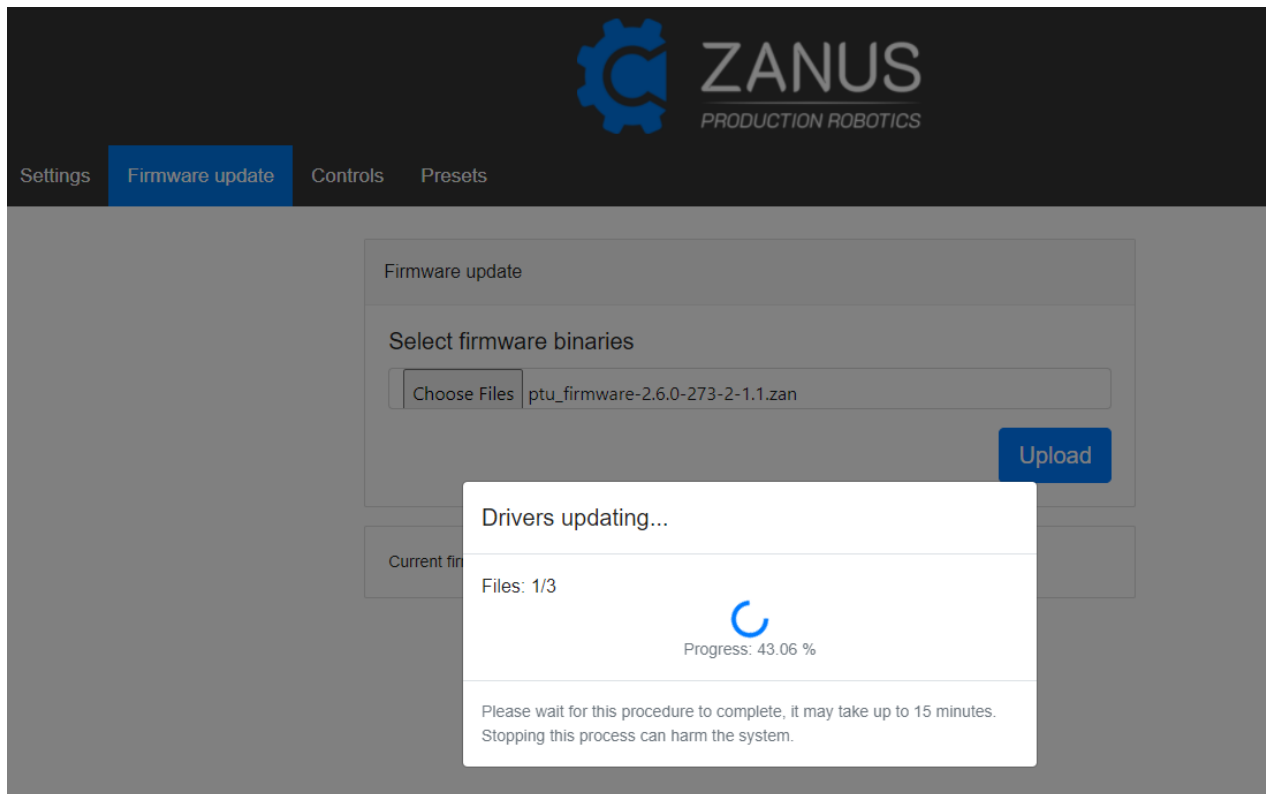 ZANUS
PRODUCTION ROBOTICS
Settings Firmware update Controls Presets
Firmware update
Select firmware binaries
Choose Files ptu_firmware-2.6.0-273-2-1.1.zan
Upload
Drivers updating...
Current
Files: 1/3
Progress: 43.06 %
Please wait for this procedure to complete, it may take up to 15 minutes.
Stopping this process can harm the system.